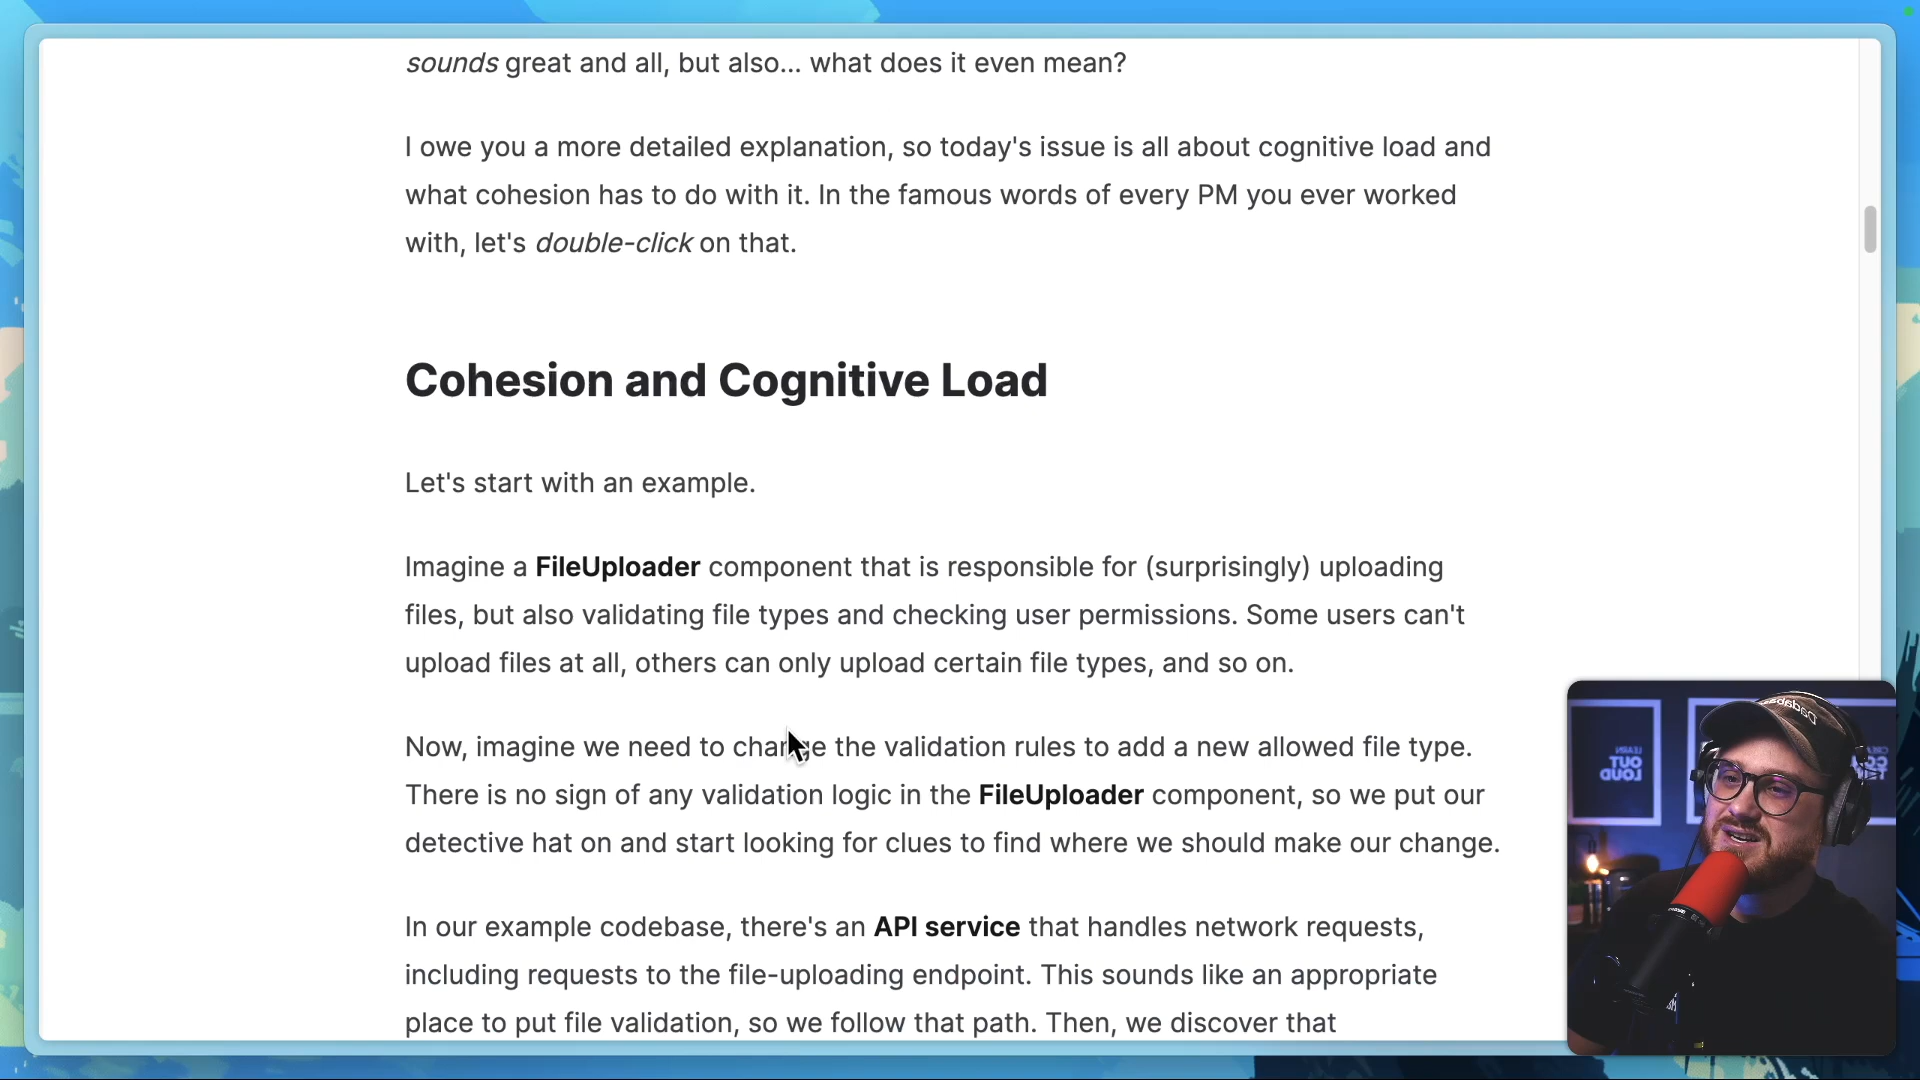 sounds great and all, but also... what does it even mean?
I owe you a more detailed explanation, so today's issue is all about cognitive load and
what cohesion has to do with it. In the famous words of every PM you ever worked
with, let's double-click on that.
Cohesion and Cognitive Load
Let's start with an example.
Imagine a FileUploader component that is responsible for (surprisingly) uploading
files, but also validating file types and checking user permissions. Some users can't
upload files at all, others can only upload certain file types, and so on.
Now, imagine we need to change the validation rules to add a new allowed file type.
There is no sign of any validation logic in the FileUploader component, so we put our
detective hat on and start looking for clues to find where we should make our change.
In our example codebase, there's an API service that handles network requests,
including requests to the file-uploading endpoint. This sounds like an appropriate
place to put file validation, so we follow that path. Then, we discover that
LEARN
OUT
LOUD